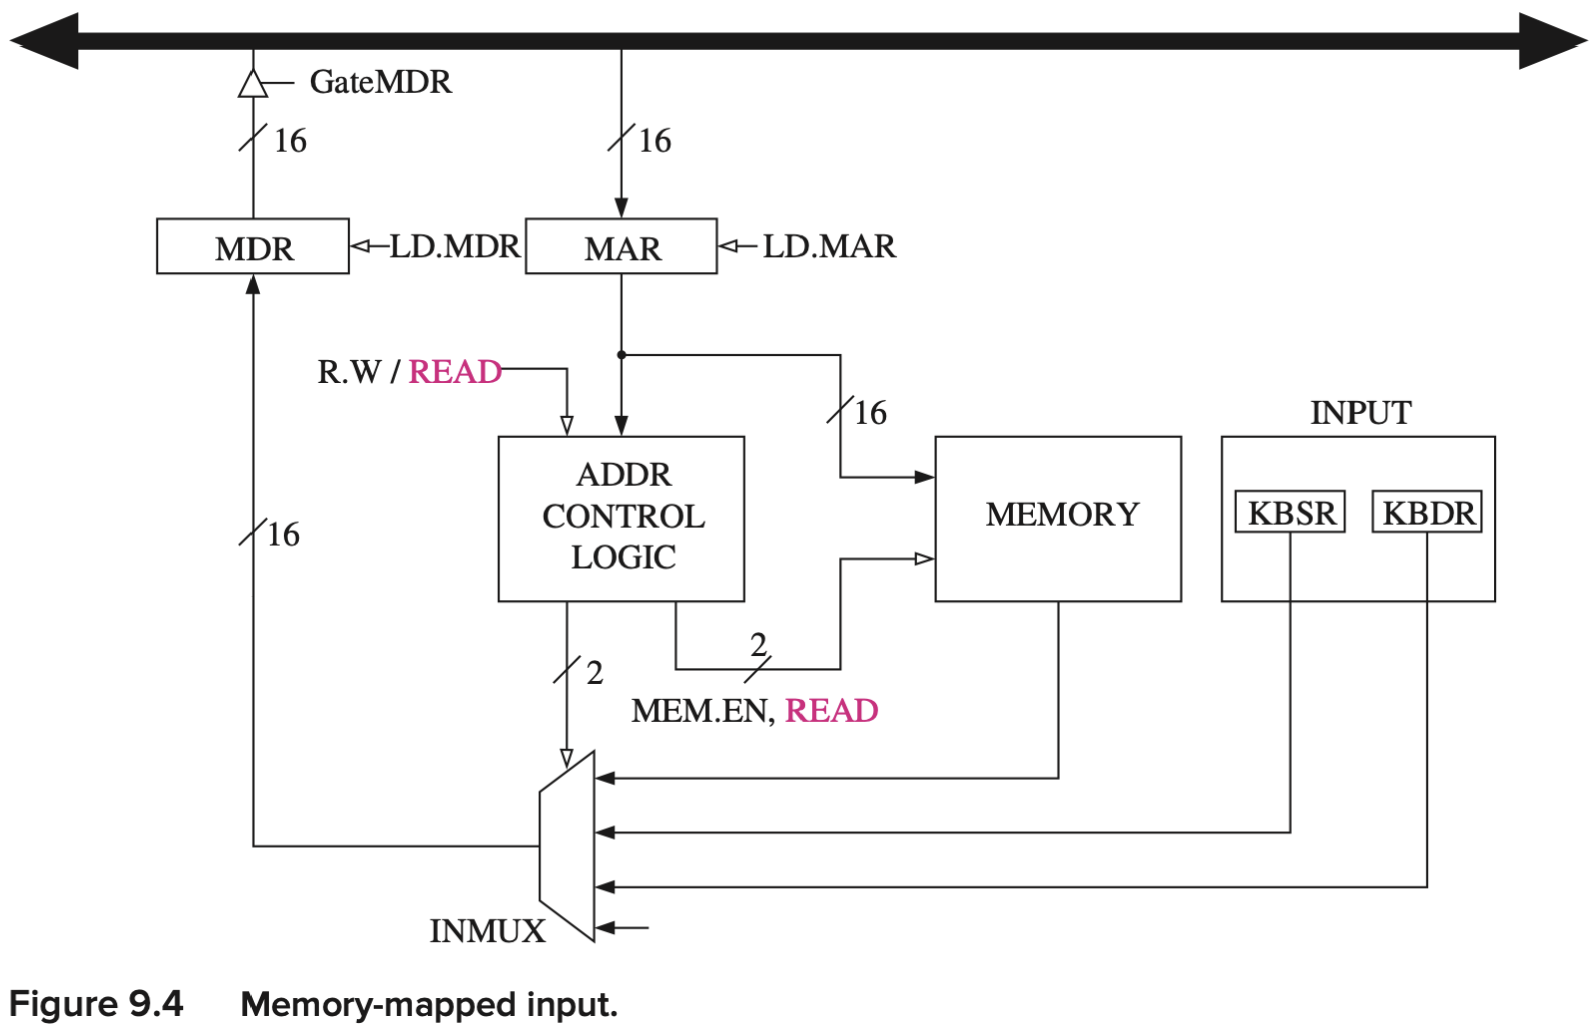 GateMDR
16
16
MDR
LD.MDR
MAR
LD.MAR
R.W / READ
16
INPUT
ADDR
CONTROL
LOGIC
MEMORY
KBSR
KBDR
16
2
2
MEM.EN, READ
INMUX
Figure 9.4 Memory-mapped input.